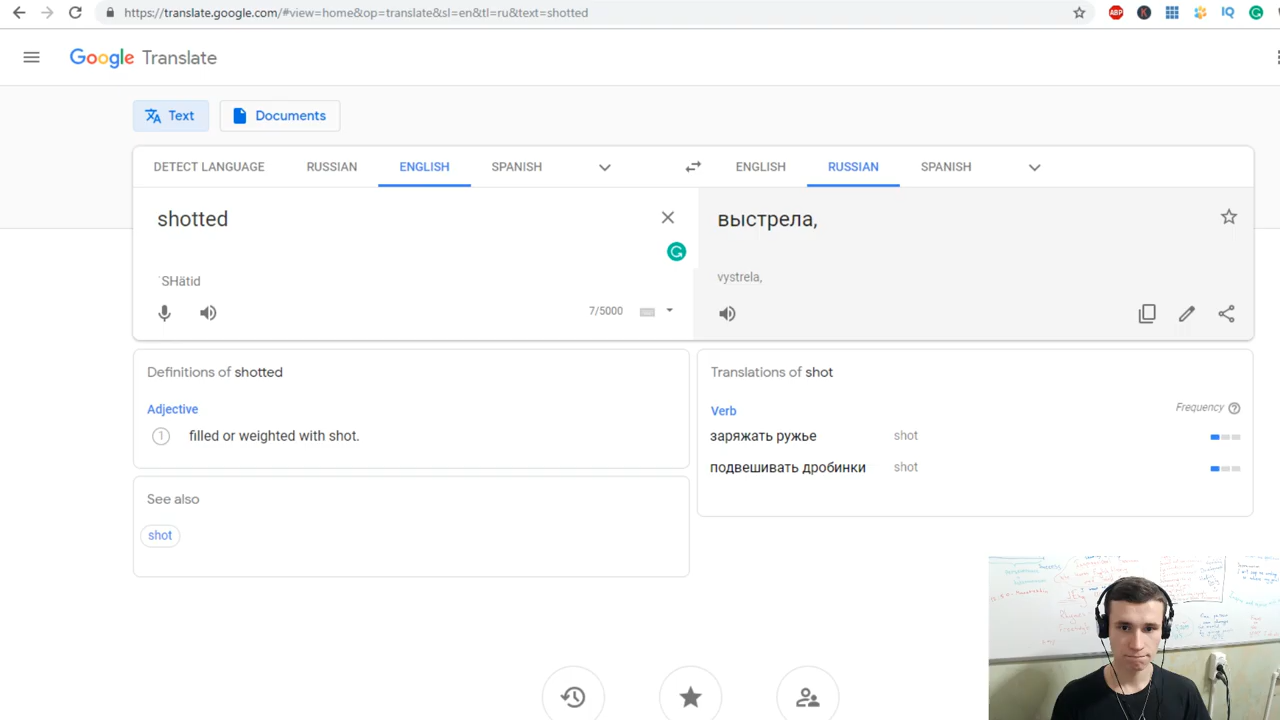 https://translate.google.com/#view=home&op=translate&sl=en&tl=ru&text=shotted
ABP
K
IQ
G
Google Translate
Text
Documents
DETECT LANGUAGE
RUSSIAN
ENGLISH
SPANISH
ENGLISH
RUSSIAN
SPANISH
shotted
выстрела,
G
ˈSHätid
vystrela,
7/5000
Definitions of shotted
Adjective
1 filled or weighted with shot.
See also
shot
Translations of shot
Verb
Frequency ?
заряжать ружье shot
подвешивать дробинки shot